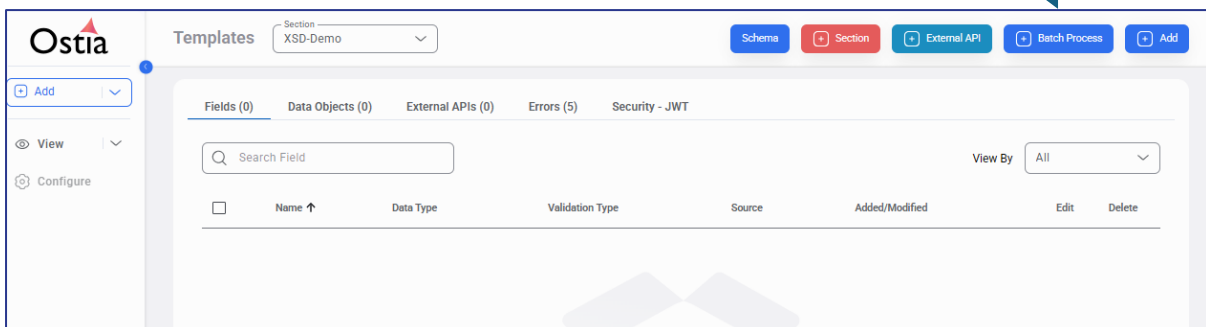 Ostia
Templates
Section
XSD-Demo
Schema
Section
External API
Batch Process
Add
Add
View
Configure
Fields (0)
Data Objects (0)
External APIs (0)
Errors (5)
Security - JWT
Search Field
View By
All
Name
Data Type
Validation Type
Source
Added/Modified
Edit
Delete